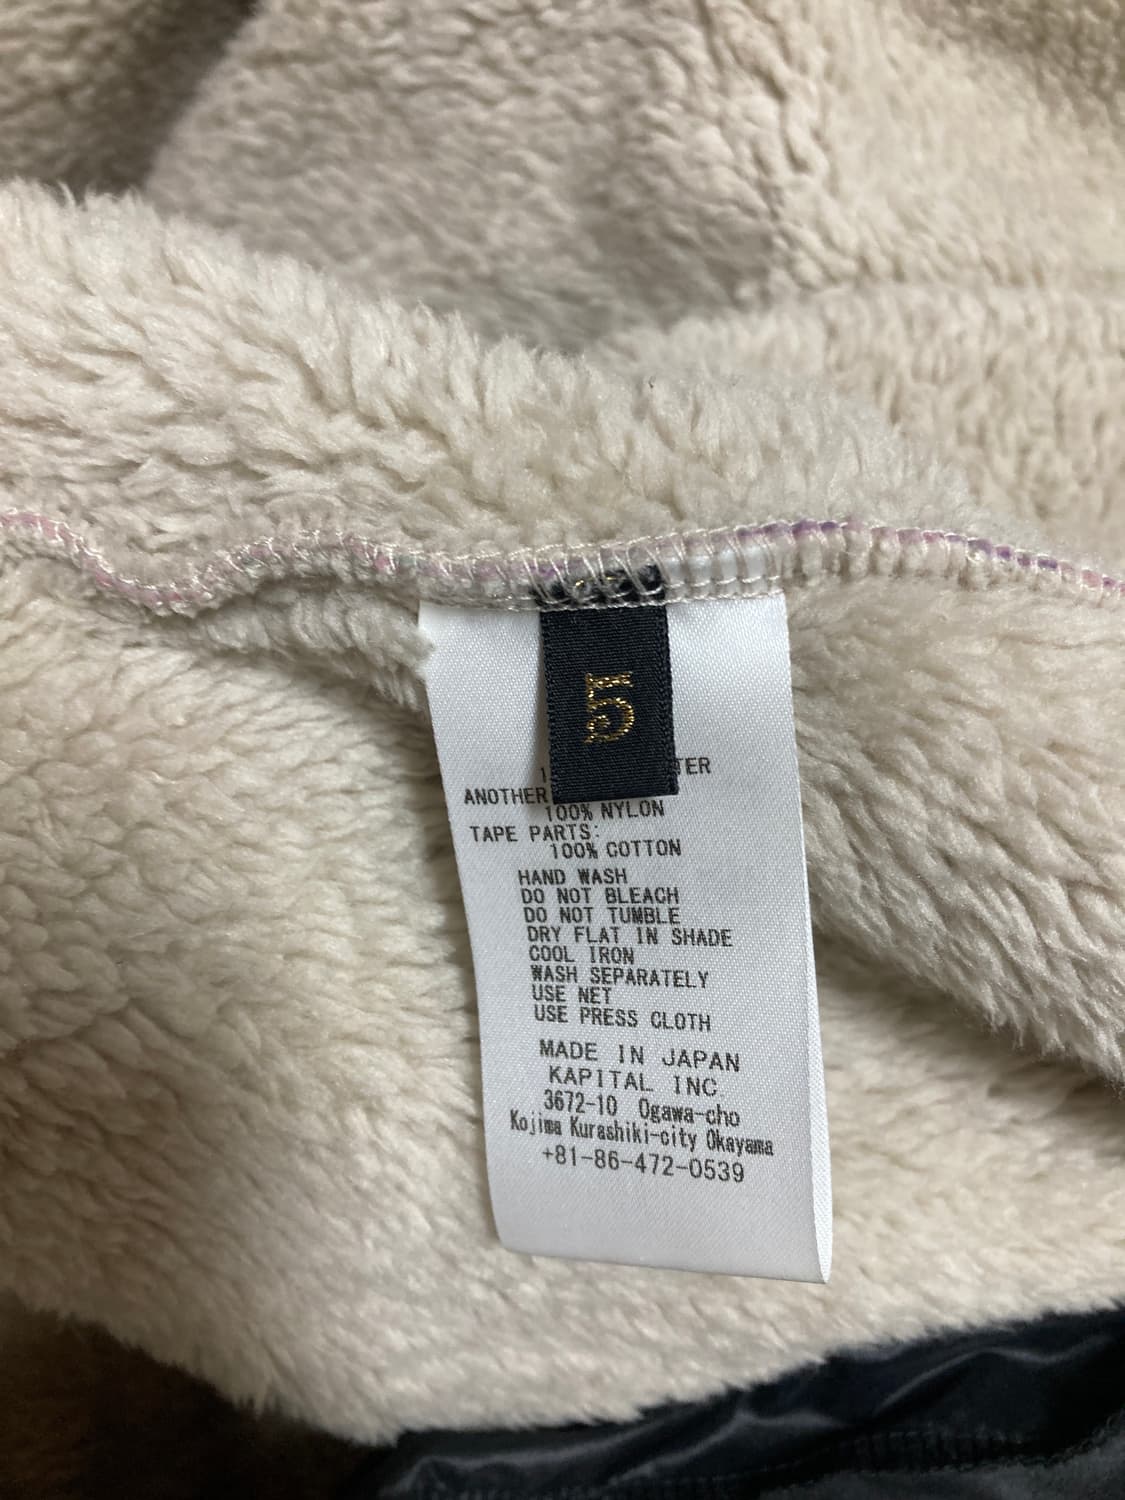 5
TER
ANOTHER
100% NYLON
TAPE PARTS:
100% COTTON
HAND WASH
DO NOT BLEACH
DO NOT TUMBLE
DRY FLAT IN SHADE
COOL IRON
WASH SEPARATELY
USE NET
USE PRESS CLOTH
MADE IN JAPAN
KAPITAL INC
3672-10 Ogawa-cho
Kojima Kurashiki-city Okayama
+81-86-472-0539